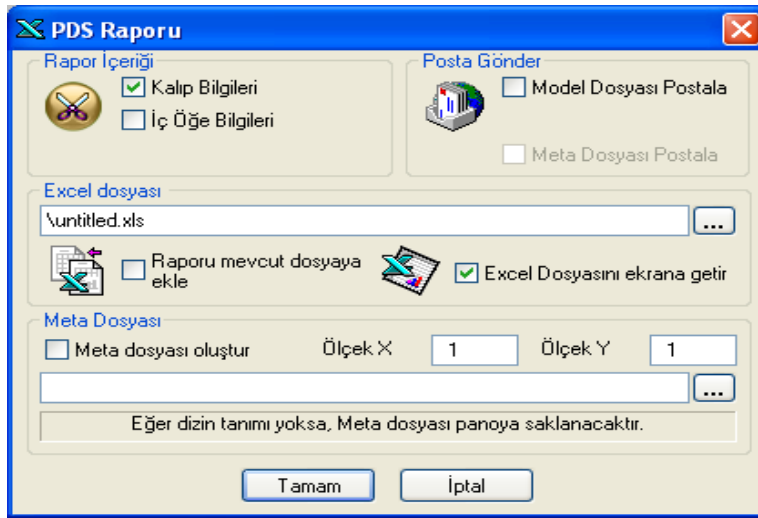 PDS Raporu
Rapor İçeriği
Kalıp Bilgileri
İç Öğe Bilgileri
Posta Gönder
Model Dosyası Postala
Meta Dosyası Postala
Excel dosyası
\untitled.xls
...
Raporu mevcut dosyaya
ekle
Excel Dosyasını ekrana getir
Meta Dosyası
Meta dosyası oluştur Ölçek X 1 Ölçek Y 1
...
Eğer dizin tanımı yoksa, Meta dosyası panoya saklanacaktır.
Tamam İptal